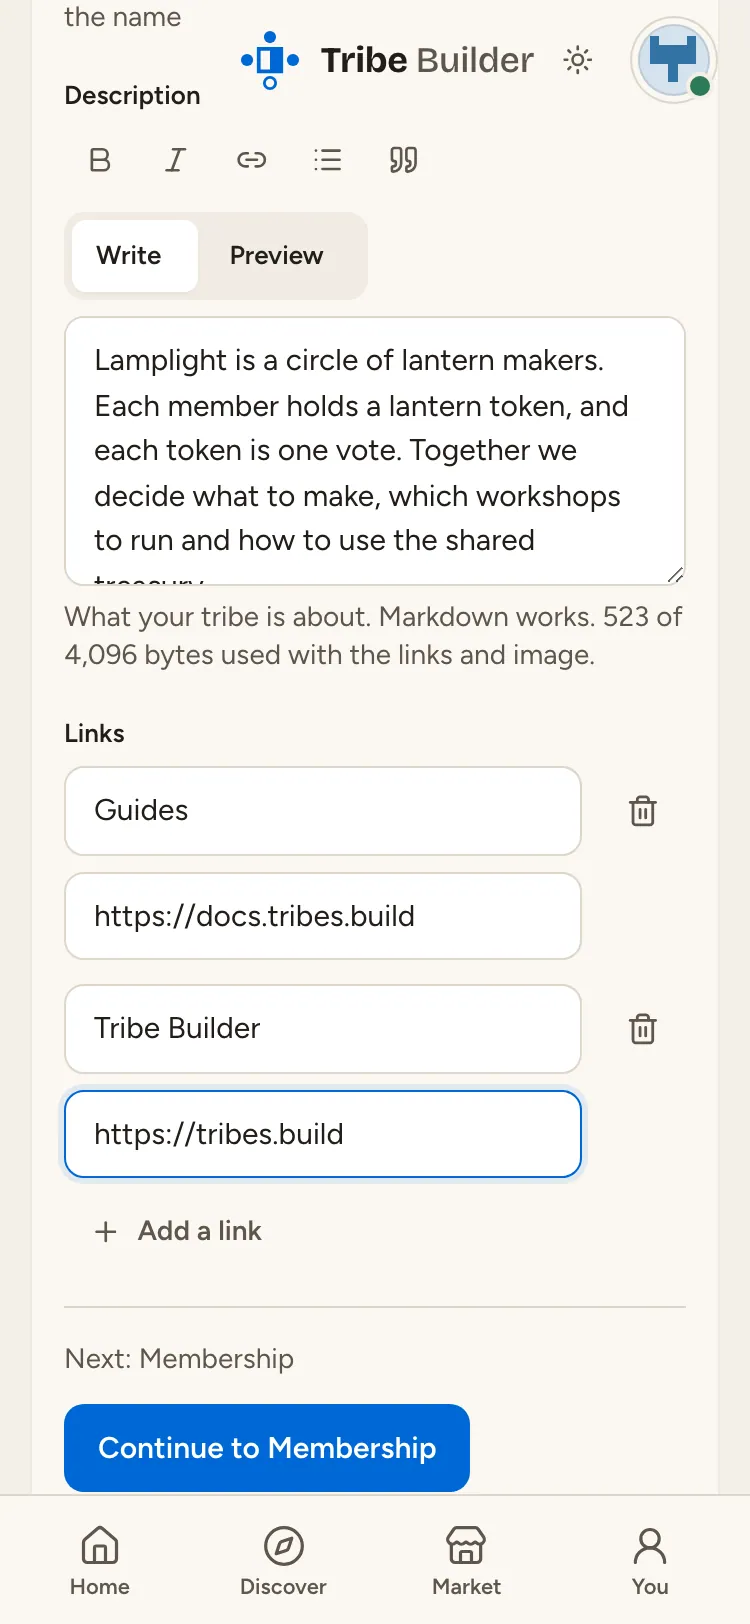 the name
Tribe Builder
Description
Write
Preview
Lamplight is a circle of lantern makers.
Each member holds a lantern token, and
each token is one vote. Together we
decide what to make, which workshops
to run and how to use the shared
treasury.
What your tribe is about. Markdown works. 523 of
4,096 bytes used with the links and image.
Links
Guides
https://docs.tribes.build
Tribe Builder
https://tribes.build
Add a link
Next: Membership
Continue to Membership
Home
Discover
Market
You